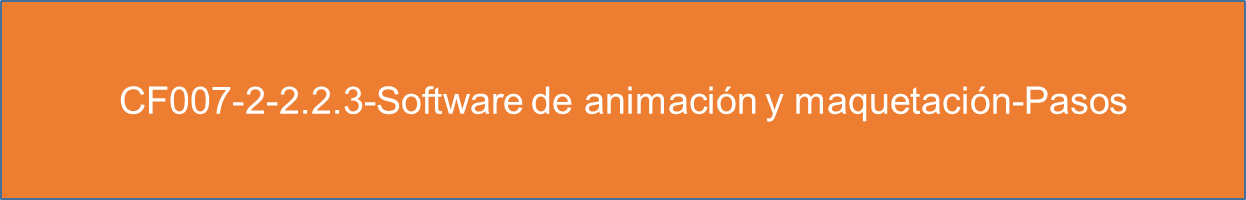 CF007-2-2.2.3-Software de animación y maquetación-Pasos